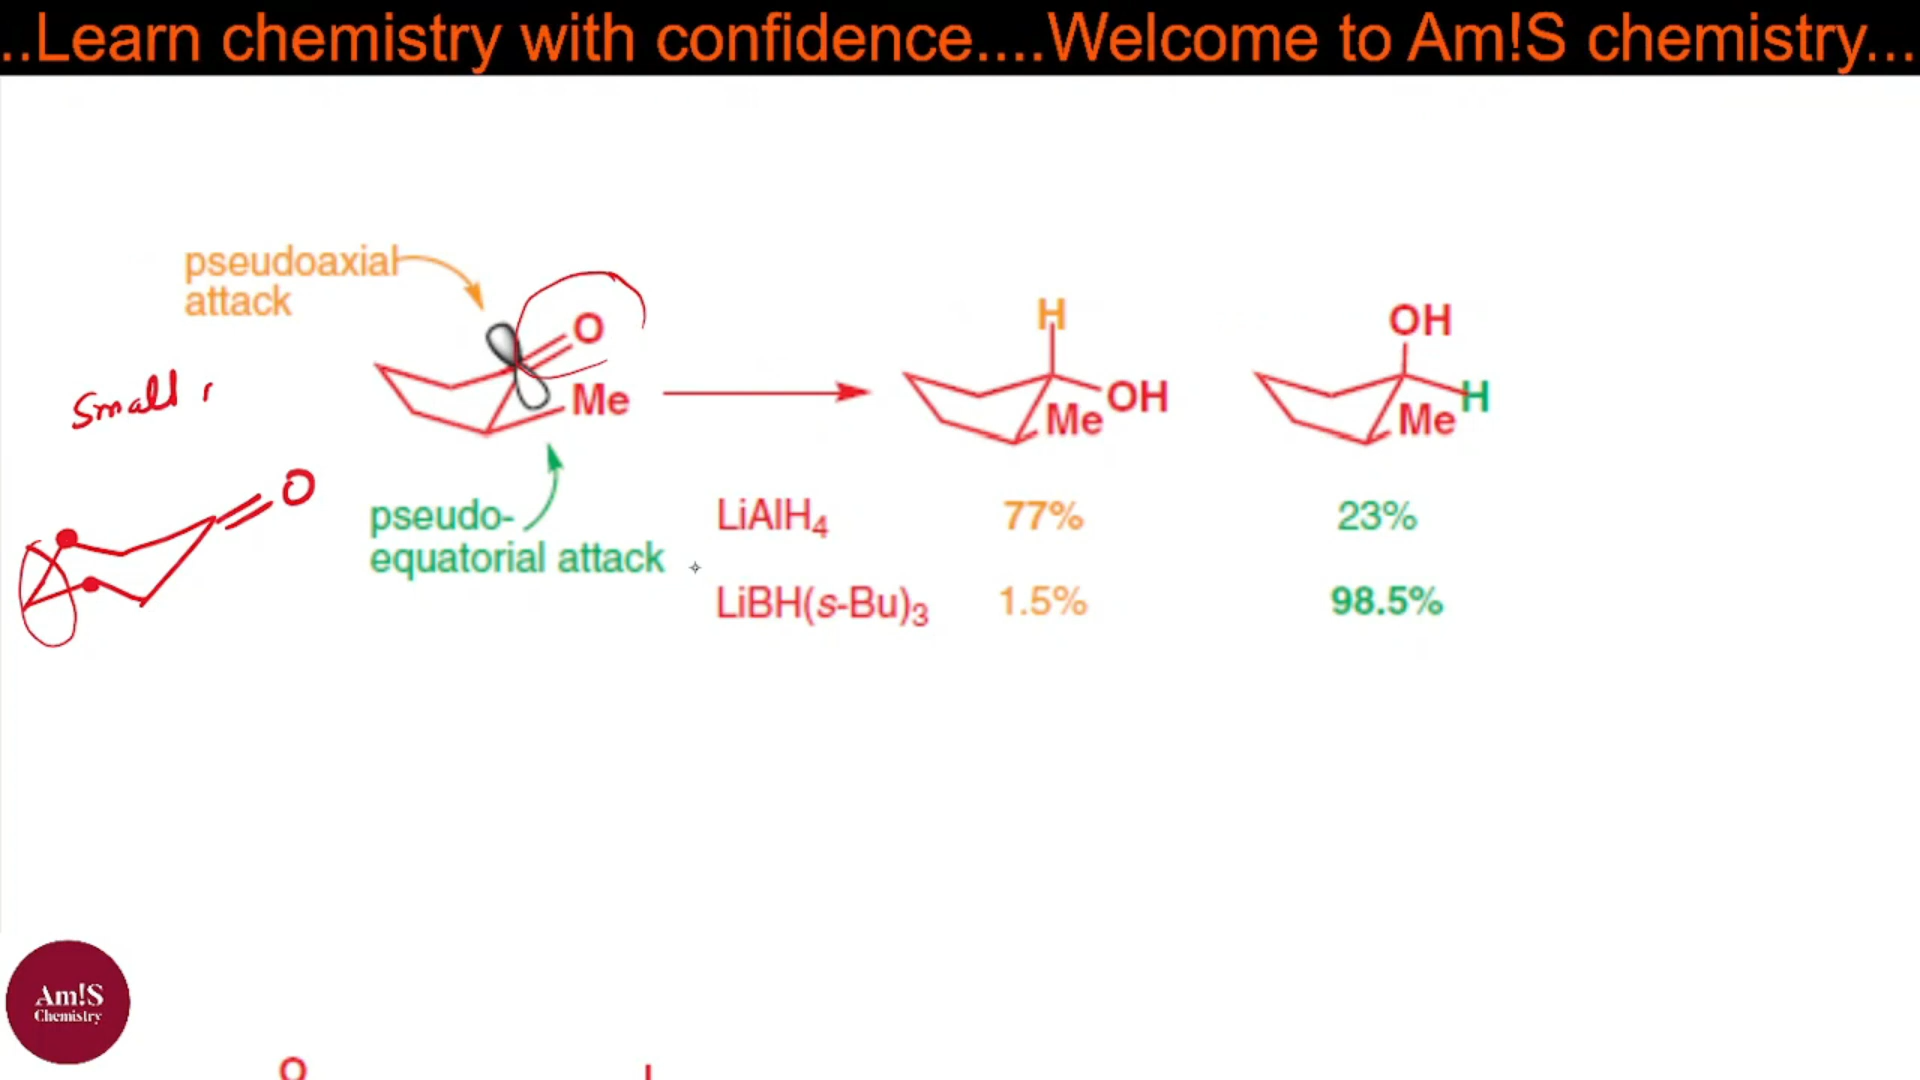 ..Learn chemistry with confidence....Welcome to Am!S chemistry...
pseudoaxial
attack
O
Me
Small
O
pseudo-
equatorial attack
H
OH
Me
OH
H
Me
LiAlH4 77% 23%
LiBH(s-Bu)3 1.5% 98.5%
Am!S
Chemistry
O